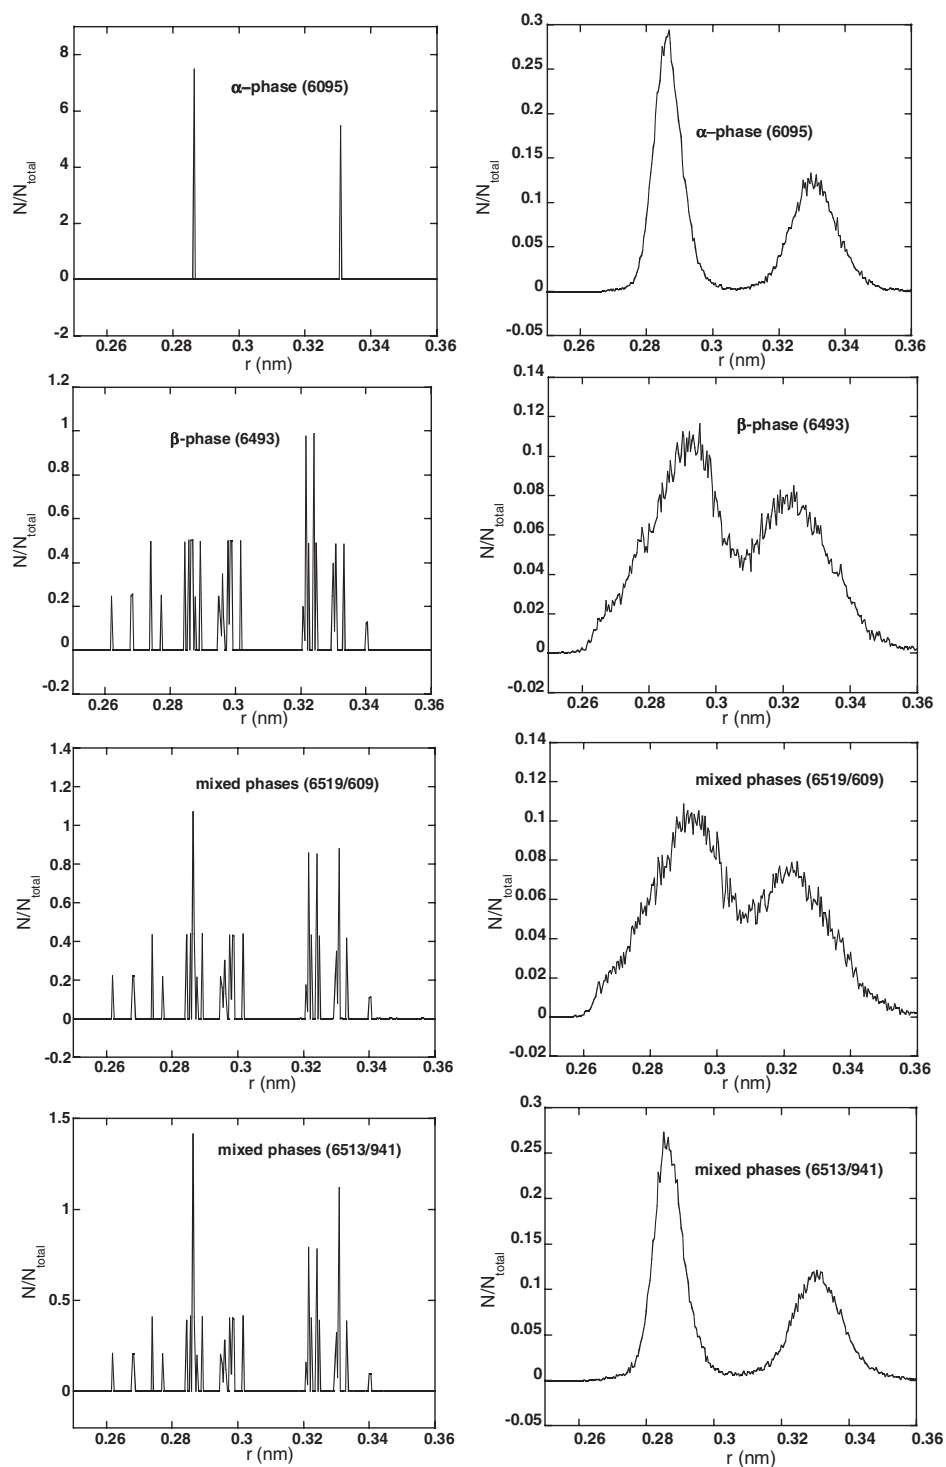 8
6
4
2
0
-2
α–phase (6095)
N/N_total
0.26 0.28 0.3 0.32 0.34 0.36
r (nm)
0.3
0.25
0.2
0.15
0.1
0.05
0
-0.05
α–phase (6095)
N/N_total
0.26 0.28 0.3 0.32 0.34 0.36
r (nm)
1.2
1
0.8
0.6
0.4
0.2
0
-0.2
β-phase (6493)
N/N_total
0.26 0.28 0.3 0.32 0.34 0.36
r (nm)
0.14
0.12
0.1
0.08
0.06
0.04
0.02
0
-0.02
β-phase (6493)
N/N_total
0.26 0.28 0.3 0.32 0.34 0.36
r (nm)
1.4
1.2
1
0.8
0.6
0.4
0.2
0
-0.2
mixed phases (6519/609)
N/N_total
0.26 0.28 0.3 0.32 0.34 0.36
r (nm)
0.14
0.12
0.1
0.08
0.06
0.04
0.02
0
-0.02
mixed phases (6519/609)
N/N_total
0.26 0.28 0.3 0.32 0.34 0.36
r (nm)
1.5
1
0.5
0
mixed phases (6513/941)
N/N_total
0.26 0.28 0.3 0.32 0.34 0.36
r (nm)
0.3
0.25
0.2
0.15
0.1
0.05
0
-0.05
mixed phases (6513/941)
N/N_total
0.26 0.28 0.3 0.32 0.34 0.36
r (nm)